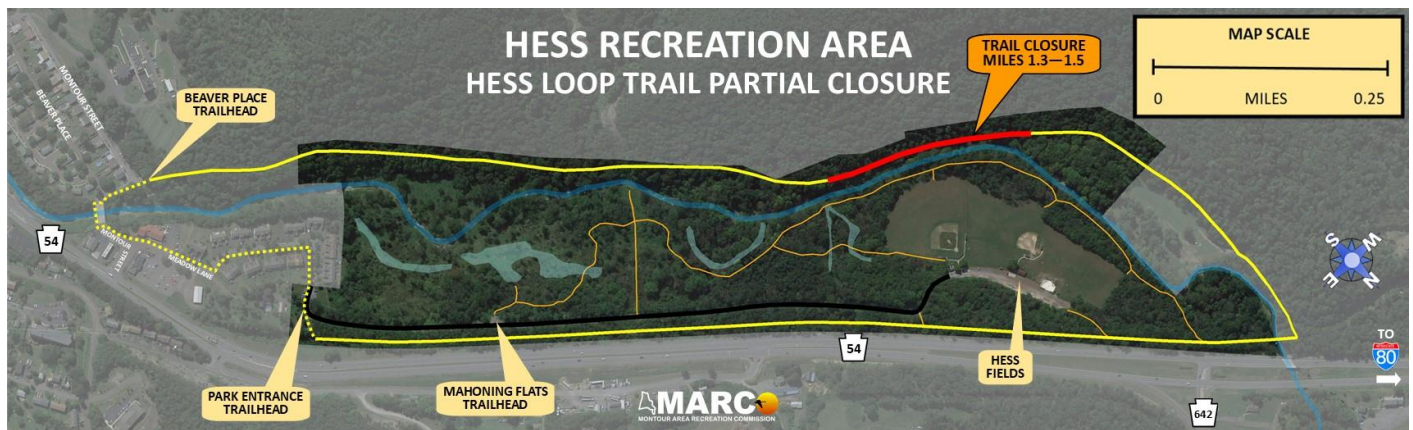 HESS RECREATION AREA
HESS LOOP TRAIL PARTIAL CLOSURE
TRAIL CLOSURE
MILES 1.3—1.5
MAP SCALE
0 MILES 0.25
MONTOUR STREET
BEAVER PLACE
BEAVER PLACE
TRAILHEAD
54
MONTOUR
STREET
MEADOW LANE
S W
E N
PARK ENTRANCE
TRAILHEAD
MAHONING FLATS
TRAILHEAD
54
HESS
FIELDS
TO
80
642
MARCO
MONTOUR AREA RECREATION COMMISSION